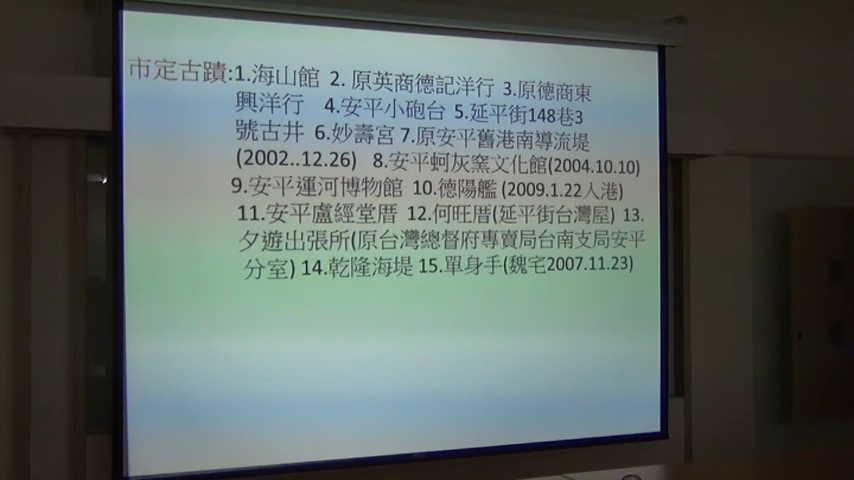 市定古蹟:1.海山館 2. 原英商德記洋行 3.原德商東
興洋行 4.安平小砲台 5.延平街148巷3
號古井 6.妙壽宮 7.原安平舊港南導流堤
(2002..12.26) 8.安平蚵灰窯文化館(2004.10.10)
9.安平運河博物館 10.德陽艦 (2009.1.22入港)
11.安平盧經堂厝 12.何旺厝(延平街台灣屋) 13.
夕遊出張所(原台灣總督府專賣局台南支局安平
分室) 14.乾隆海堤 15.單身手(魏宅2007.11.23)